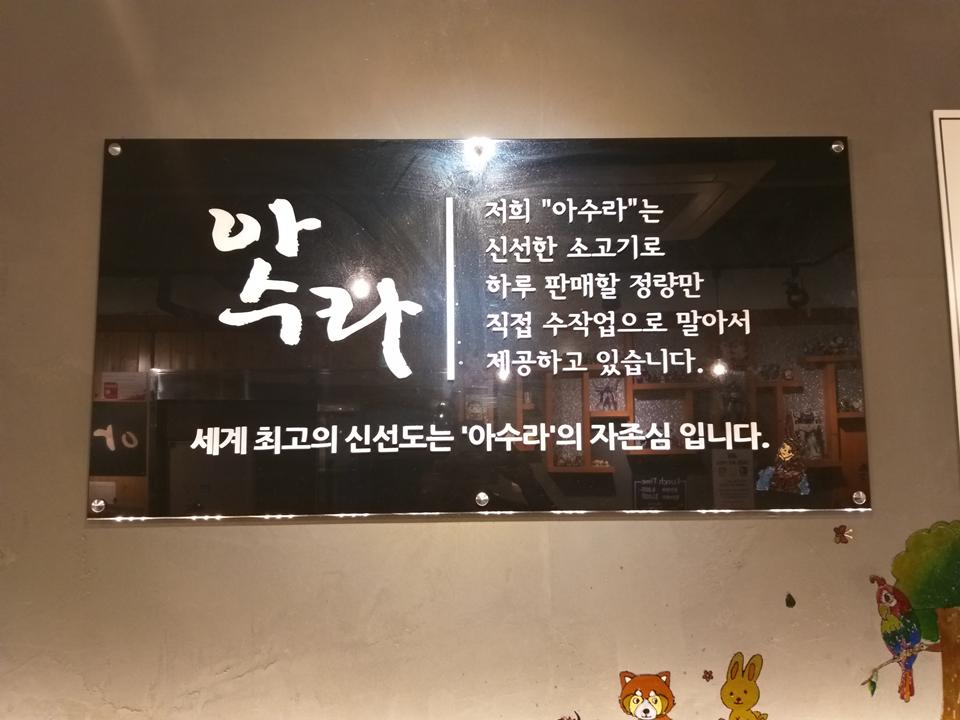 아
수라
저희 "아수라"는
신선한 소고기로
하루 판매할 정량만
직접 수작업으로 말아서
제공하고 있습니다.
세계 최고의 신선도는 '아수라'의 자존심 입니다.
Lunch Time